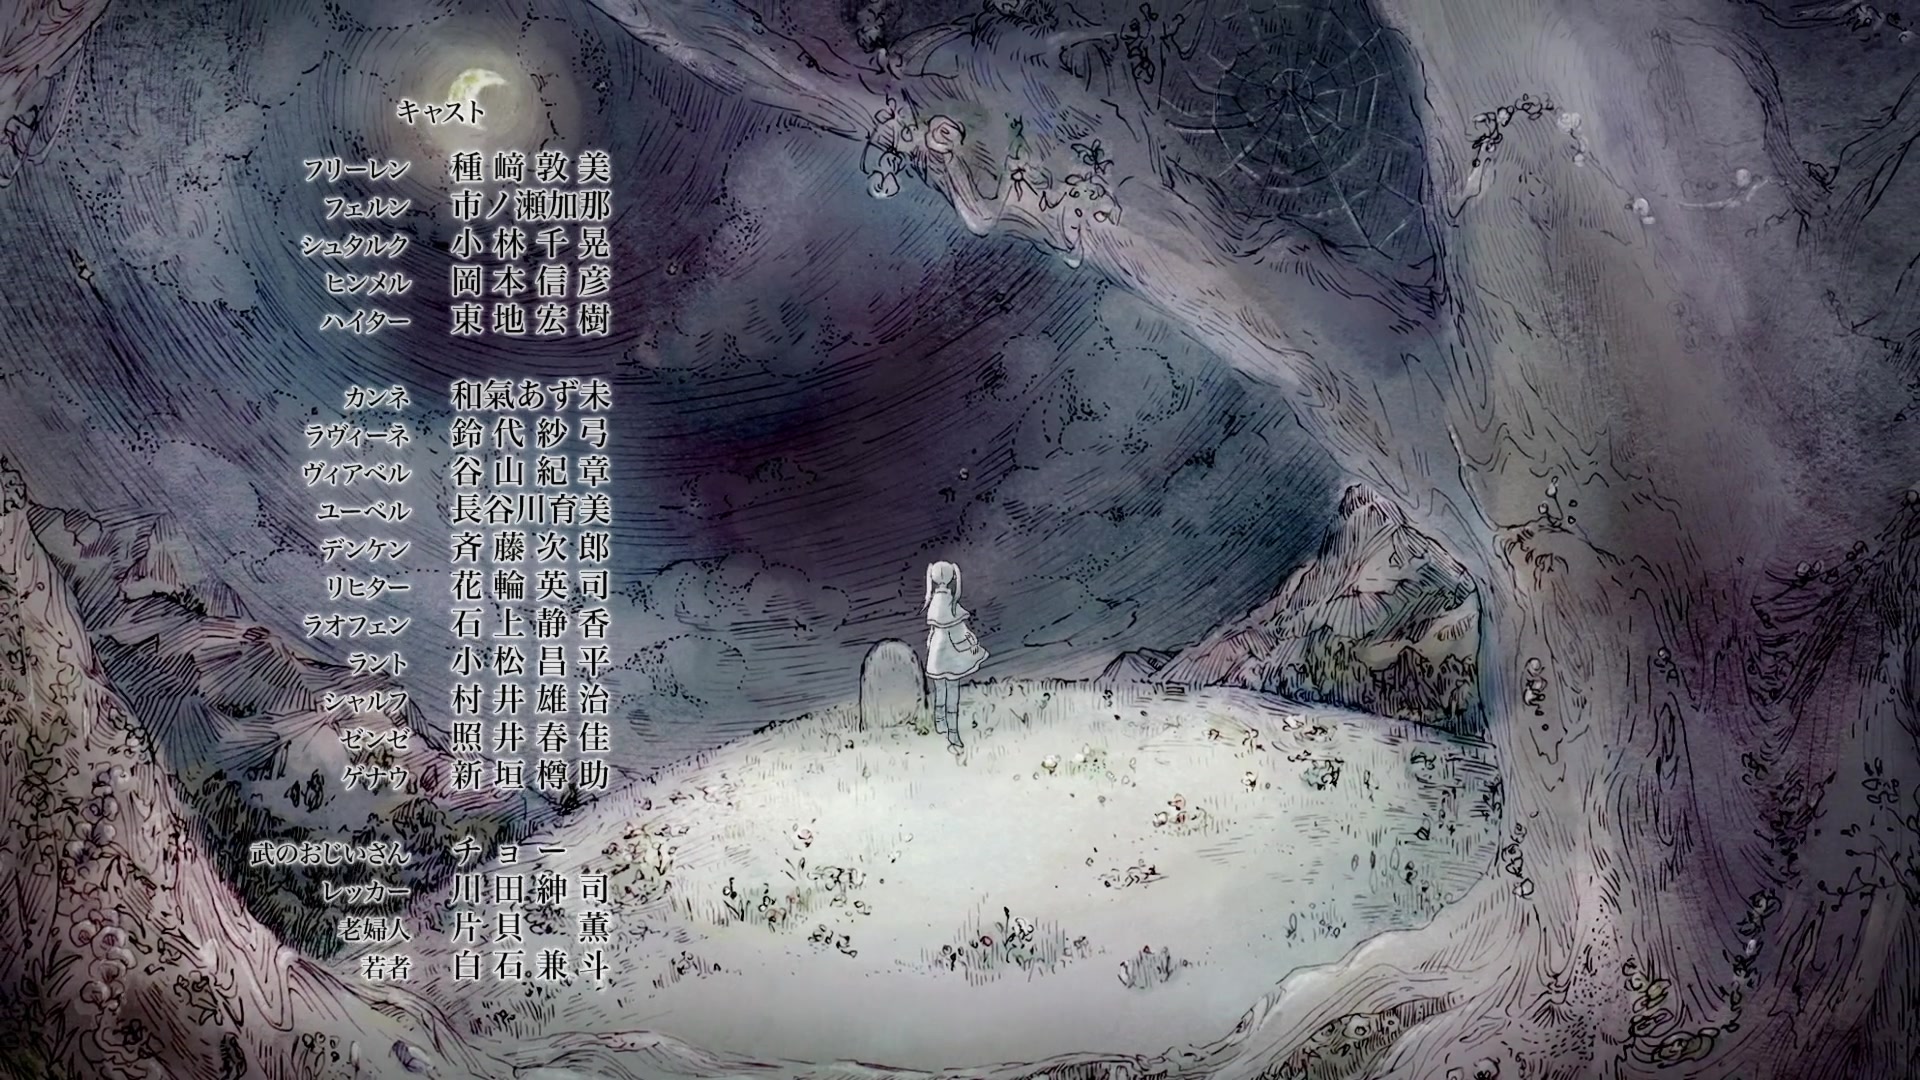 キャスト
フリーレン 種﨑敦美
フェルン 市ノ瀬加那
シュタルク 小林千晃
ヒンメル 岡本信彦
ハイター 東地宏樹
カンネ 和氣あず未
ラヴィーネ 鈴代紗弓
ヴィアベル 谷山紀章
ユーベル 長谷川育美
デンケン 斉藤次郎
リヒター 花輪英司
ラオフェン 石上静香
ラント 小松昌平
シャルフ 村井雄治
ゼンゼ 照井春佳
ゲナウ 新垣樽助
武のおじいさん チョー
レッカー 川田紳司
老婦人 片貝薫
若者 白石兼斗